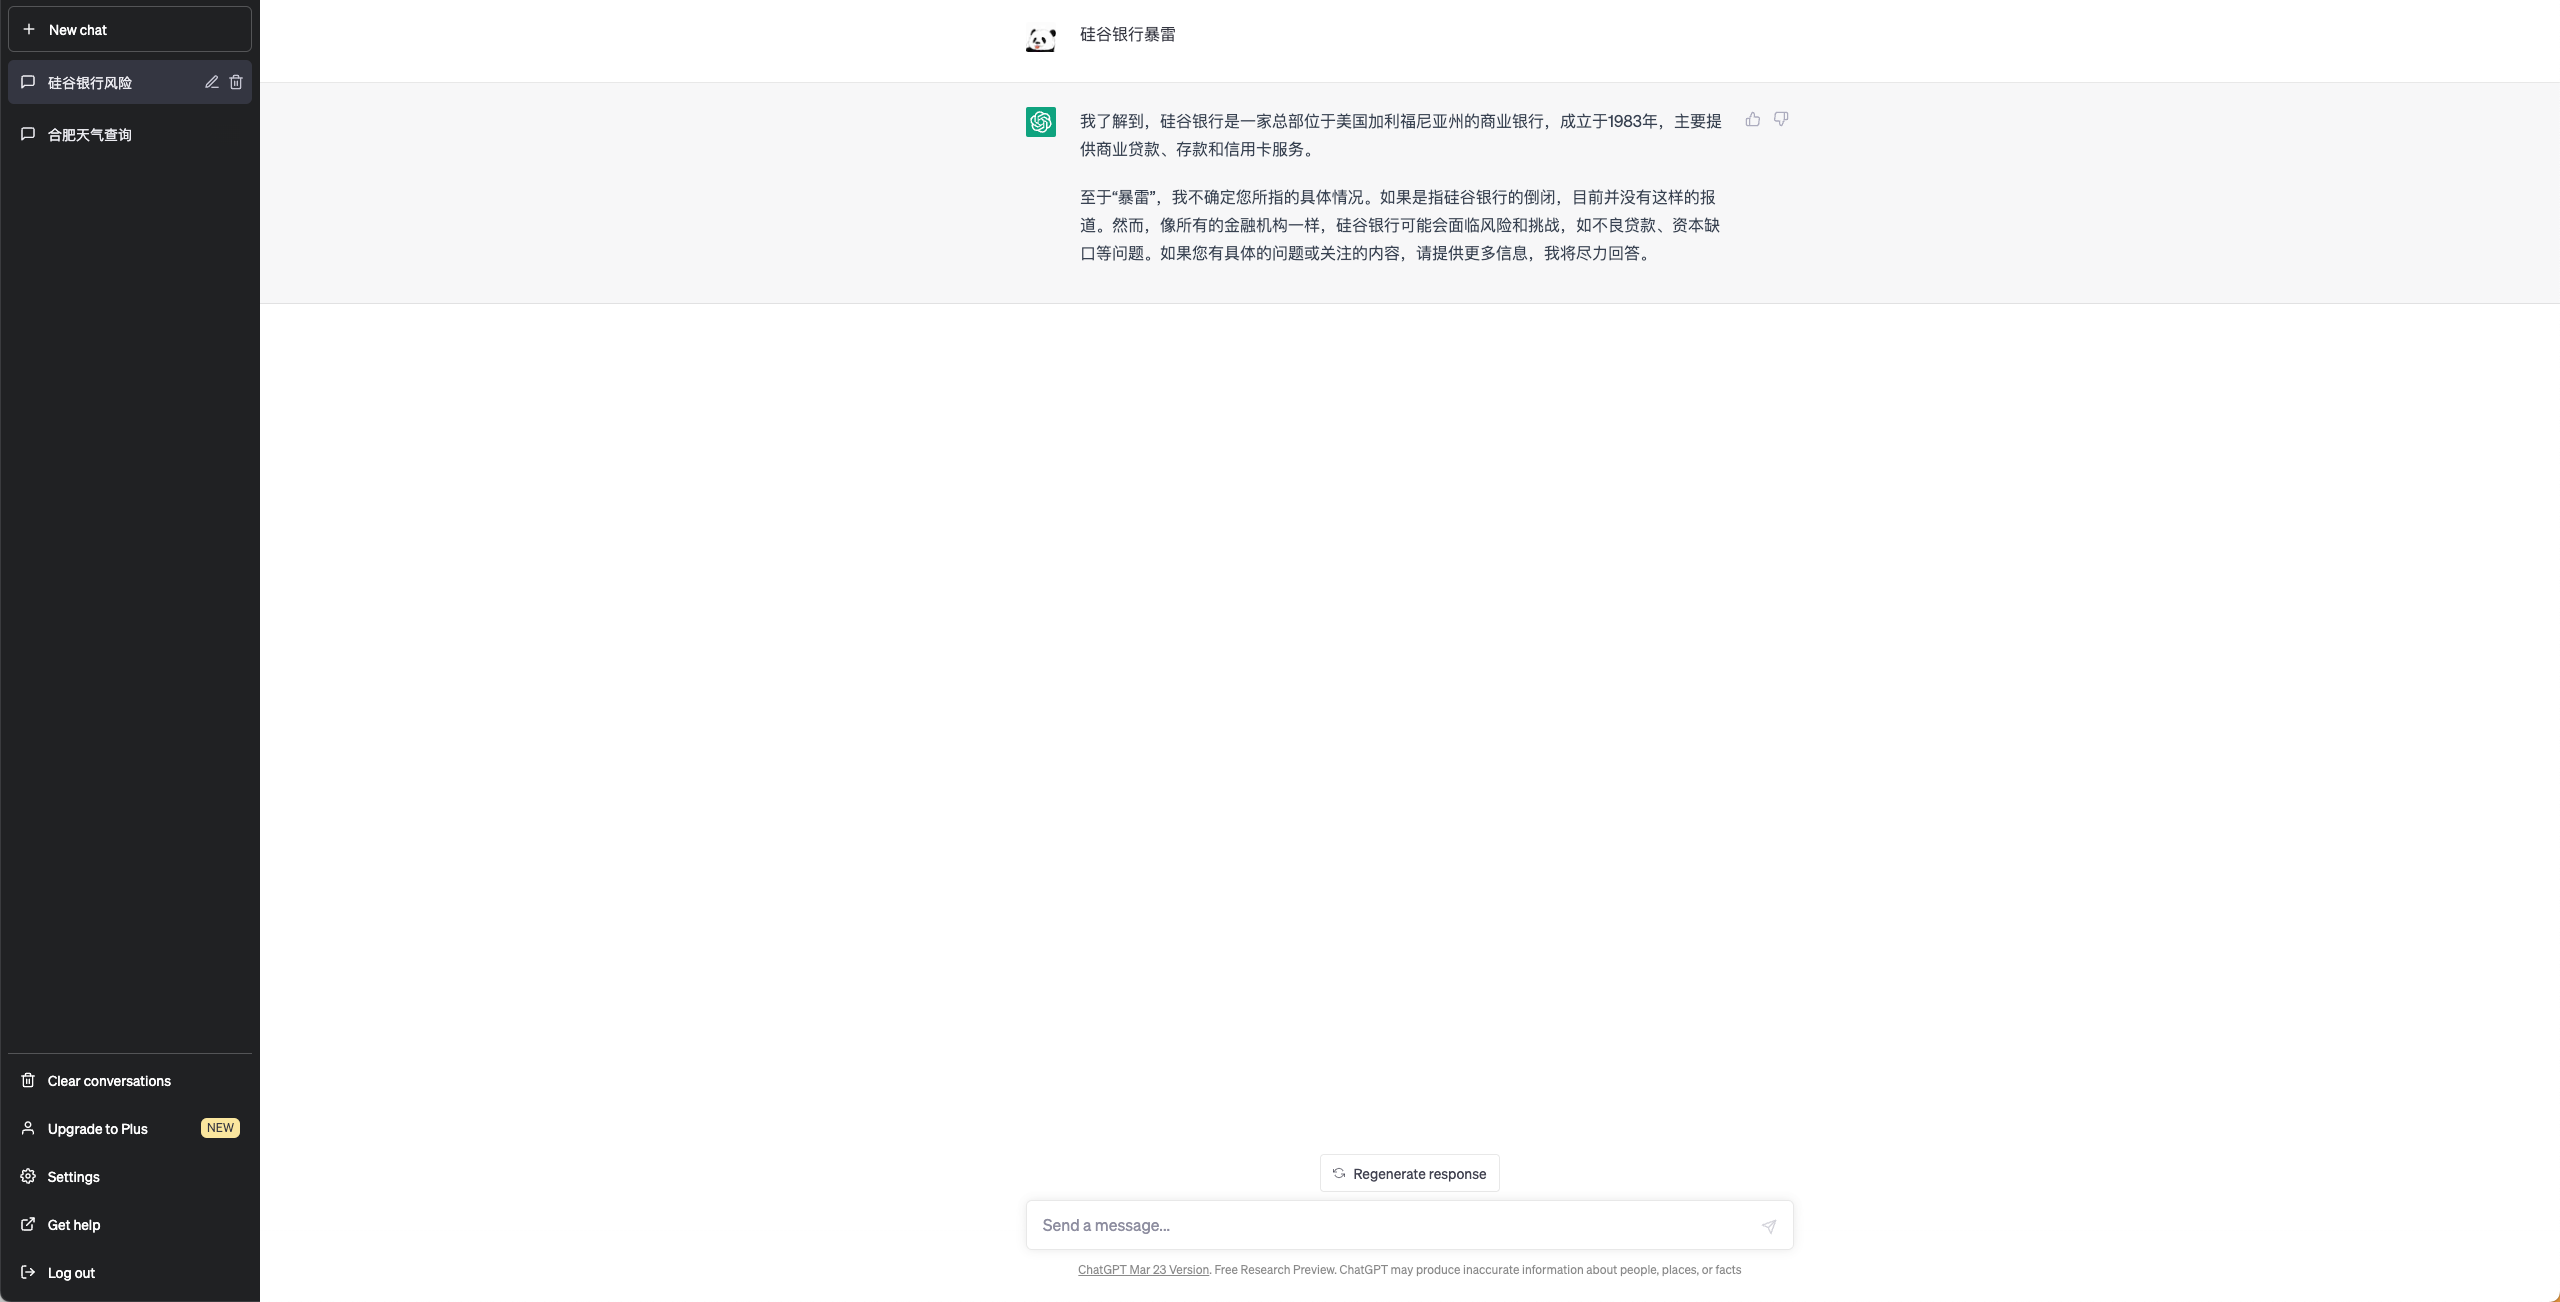 New chat
硅谷银行风险
合肥天气查询
硅谷银行暴雷
我了解到，硅谷银行是一家总部位于美国加利福尼亚州的商业银行，成立于1983年，主要提
供商业贷款、存款和信用卡服务。
至于“暴雷”，我不确定您所指的具体情况。如果是指硅谷银行的倒闭，目前并没有这样的报
道。然而，像所有的金融机构一样，硅谷银行可能会面临风险和挑战，如不良贷款、资本缺
口等问题。如果您有具体的问题或关注的内容，请提供更多信息，我将尽力回答。
Clear conversations
Upgrade to Plus NEW
Settings
Get help
Log out
Regenerate response
Send a message...
ChatGPT Mar 23 Version. Free Research Preview. ChatGPT may produce inaccurate information about people, places, or facts